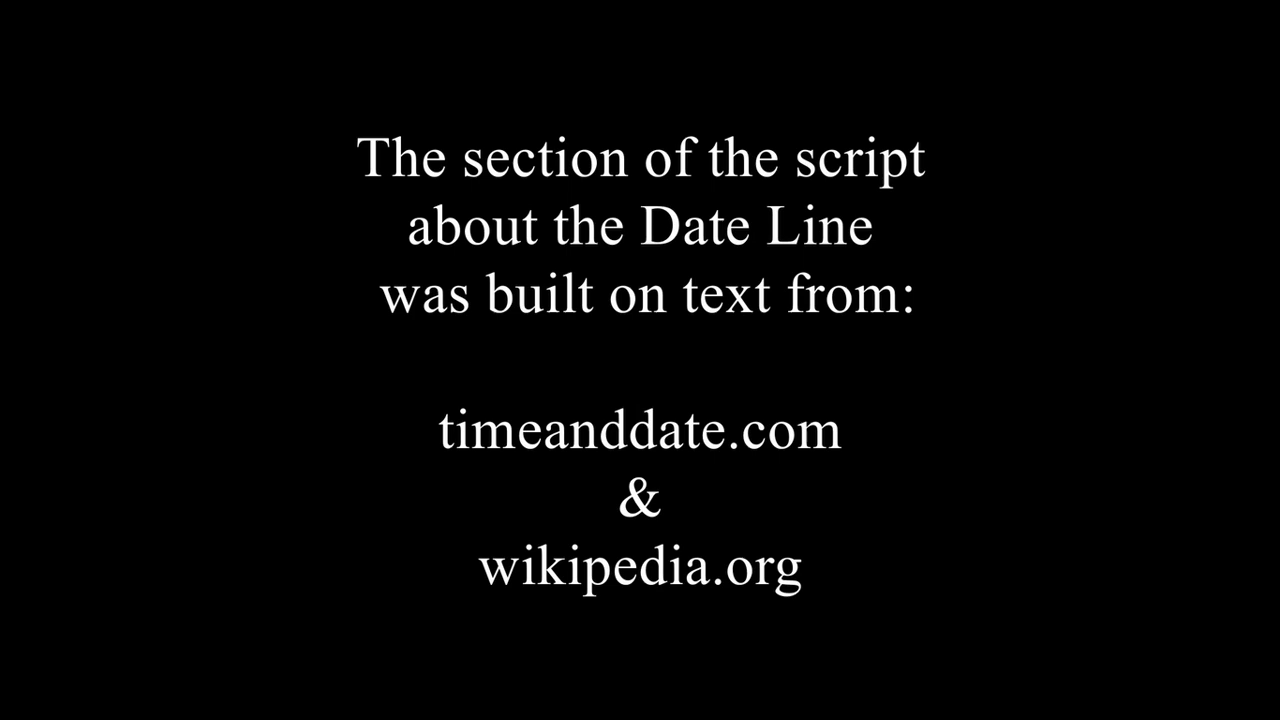 The section of the script
about the Date Line
was built on text from:
timeanddate.com
&
wikipedia.org